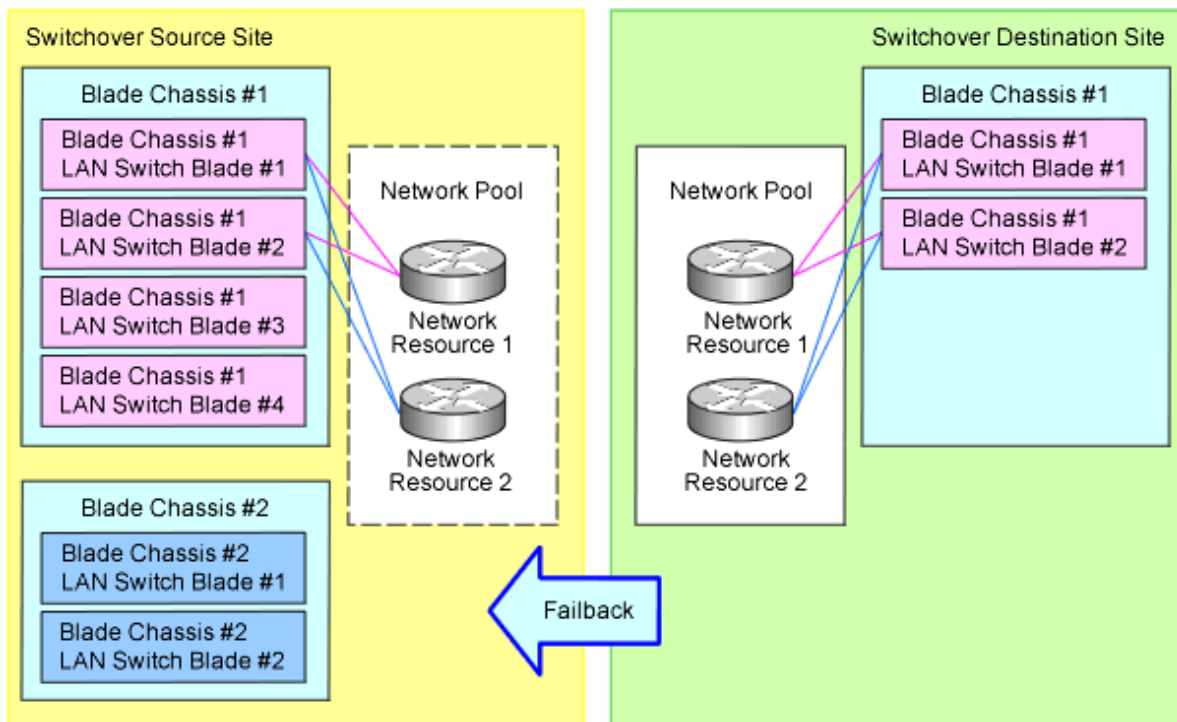 Switchover Source Site
Blade Chassis #1
Blade Chassis #1
LAN Switch Blade #1
Blade Chassis #1
LAN Switch Blade #2
Blade Chassis #1
LAN Switch Blade #3
Blade Chassis #1
LAN Switch Blade #4
Network Pool
Network
Resource 1
Network
Resource 2
Blade Chassis #2
Blade Chassis #2
LAN Switch Blade #1
Blade Chassis #2
LAN Switch Blade #2
Switchover Destination Site
Network Pool
Network
Resource 1
Network
Resource 2
Blade Chassis #1
Blade Chassis #1
LAN Switch Blade #1
Blade Chassis #1
LAN Switch Blade #2
Failback